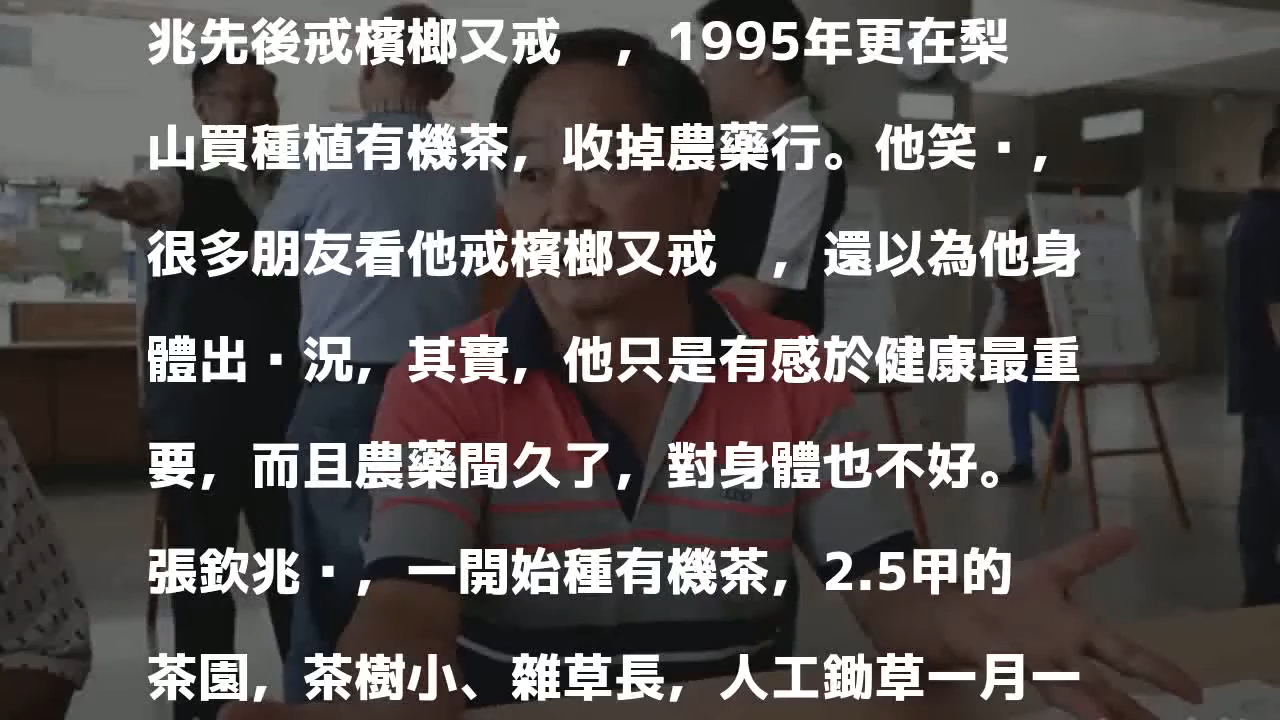 兆先後戒檳榔又戒　，1995年更在梨
山買種植有機茶，收掉農藥行。他笑▪，
很多朋友看他戒檳榔又戒　，還以為他身
體出▪況，其實，他只是有感於健康最重
要，而且農藥聞久了，對身體也不好。
張欽兆▪，一開始種有機茶，2.5甲的
茶園，茶樹小、雜草長，人工鋤草一月一